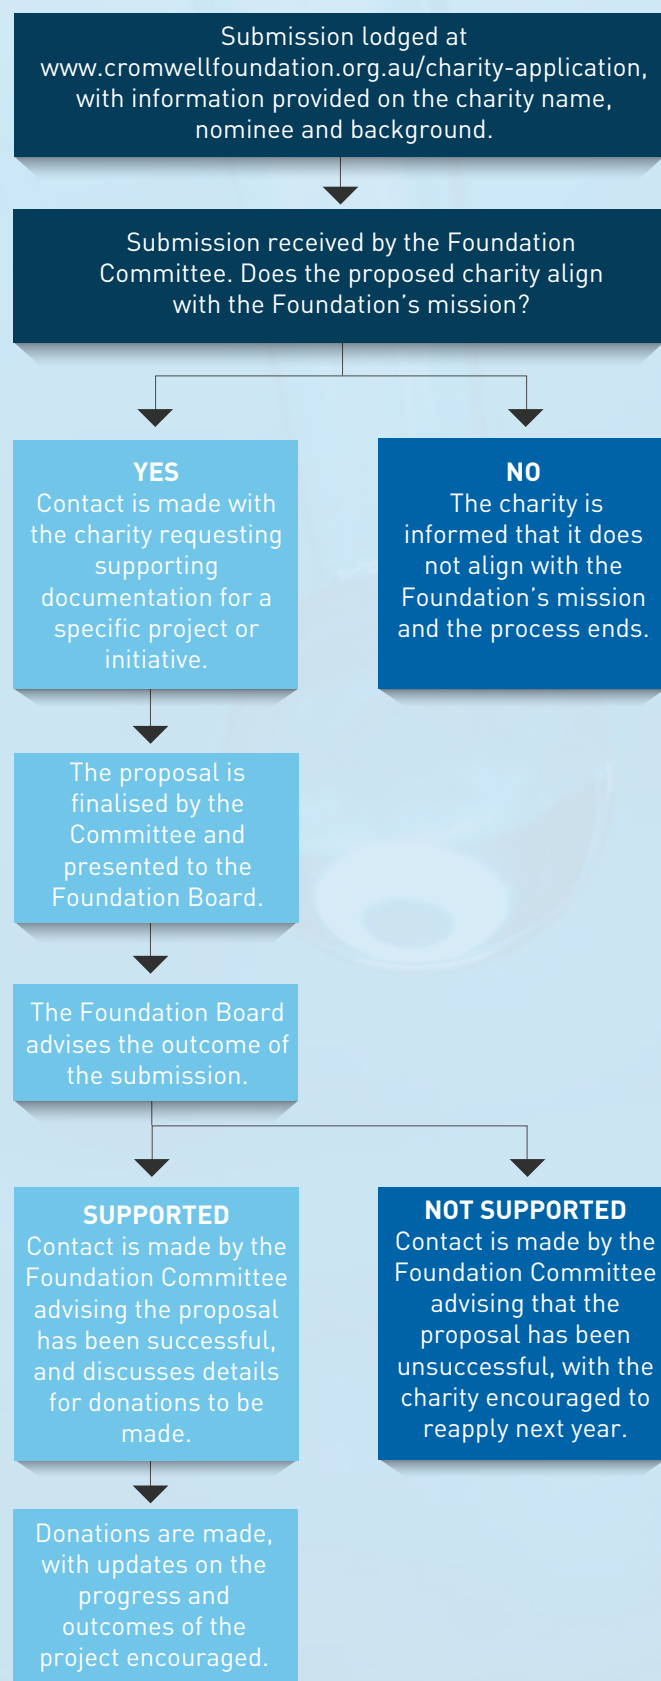 Submission lodged at
www.cromwellfoundation.org.au/charity-application,
with information provided on the charity name,
nominee and background.
Submission received by the Foundation
Committee. Does the proposed charity align
with the Foundation’s mission?
YES
Contact is made with
the charity requesting
supporting
documentation for a
specific project or
initiative.
NO
The charity is
informed that it does
not align with the
Foundation’s mission
and the process ends.
The proposal is
finalised by the
Committee and
presented to the
Foundation Board.
The Foundation Board
advises the outcome of
the submission.
SUPPORTED
Contact is made by the
Foundation Committee
advising the proposal
has been successful,
and discusses details
for donations to be
made.
NOT SUPPORTED
Contact is made by the
Foundation Committee
advising that the
proposal has been
unsuccessful, with the
charity encouraged to
reapply next year.
Donations are made,
with updates on the
progress and
outcomes of the
project encouraged.